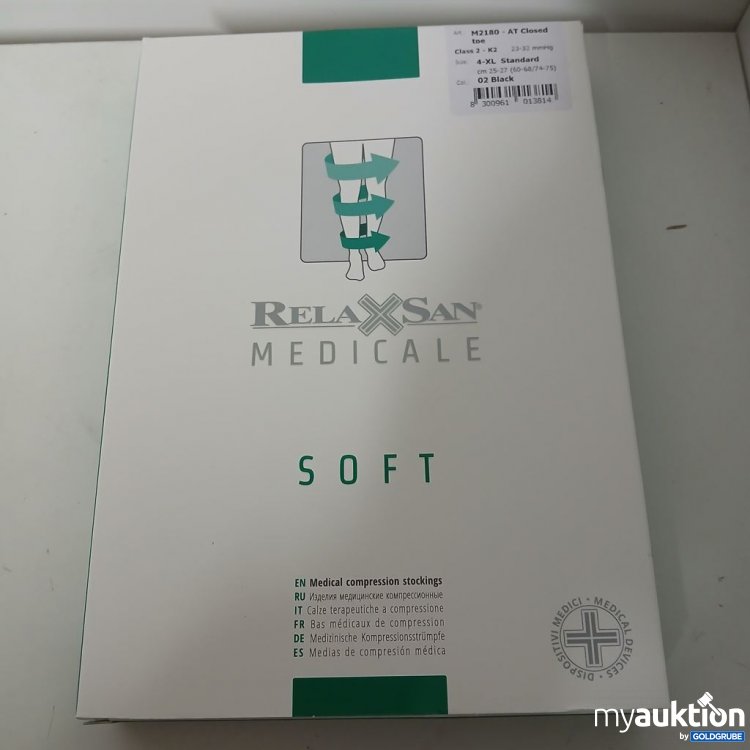 Art. M2180 - AT Closed
toe
Class 2 - K2 23-32 mmHg
Size: 4-XL Standard
cm 25-27 (60-68/74-75)
Col. 02 Black
8 300961 013814
RELAXSAN®
MEDICALE
SOFT
EN Medical compression stockings
RU Изделия медицинские компрессионные
IT Calze terapeutiche a compressione
FR Bas médicaux de compression
DE Medizinische Kompressionsstrümpfe
ES Medias de compresión médica
DISPOSITIVI MEDICI • MEDICAL DEVICES •
myauktion
by GOLDGRUBE